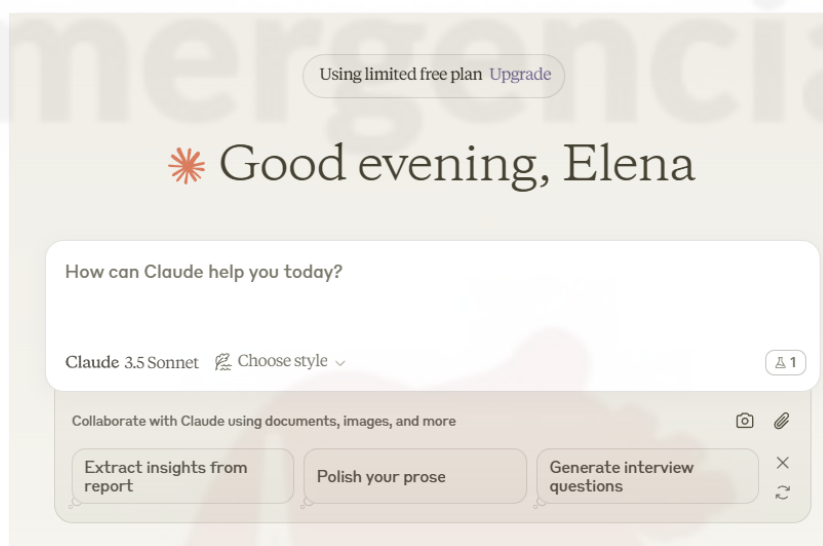 mergencia
Using limited free plan Upgrade
Good evening, Elena
How can Claude help you today?
Claude 3.5 Sonnet Choose style
1
Collaborate with Claude using documents, images, and more
Extract insights from
report
Polish your prose
Generate interview
questions